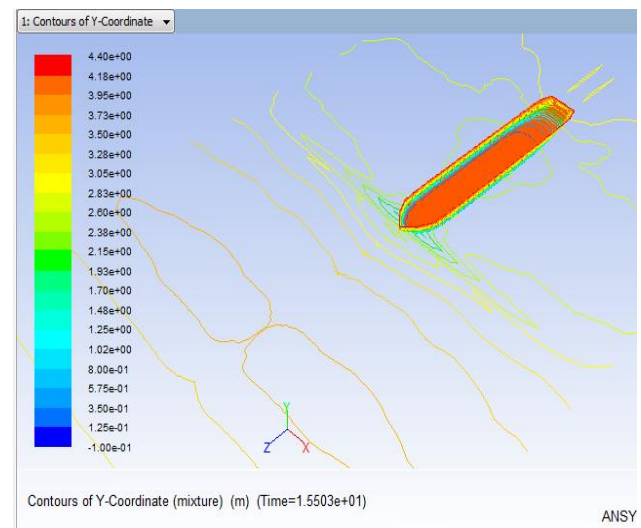 1: Contours of Y-Coordinate
4.40e+00
4.18e+00
3.95e+00
3.73e+00
3.50e+00
3.28e+00
3.05e+00
2.83e+00
2.60e+00
2.38e+00
2.15e+00
1.93e+00
1.70e+00
1.48e+00
1.25e+00
1.02e+00
8.00e-01
5.75e-01
3.50e-01
1.25e-01
-1.00e-01
Y
Z X
Contours of Y-Coordinate (mixture) (m) (Time=1.5503e+01)
ANSY